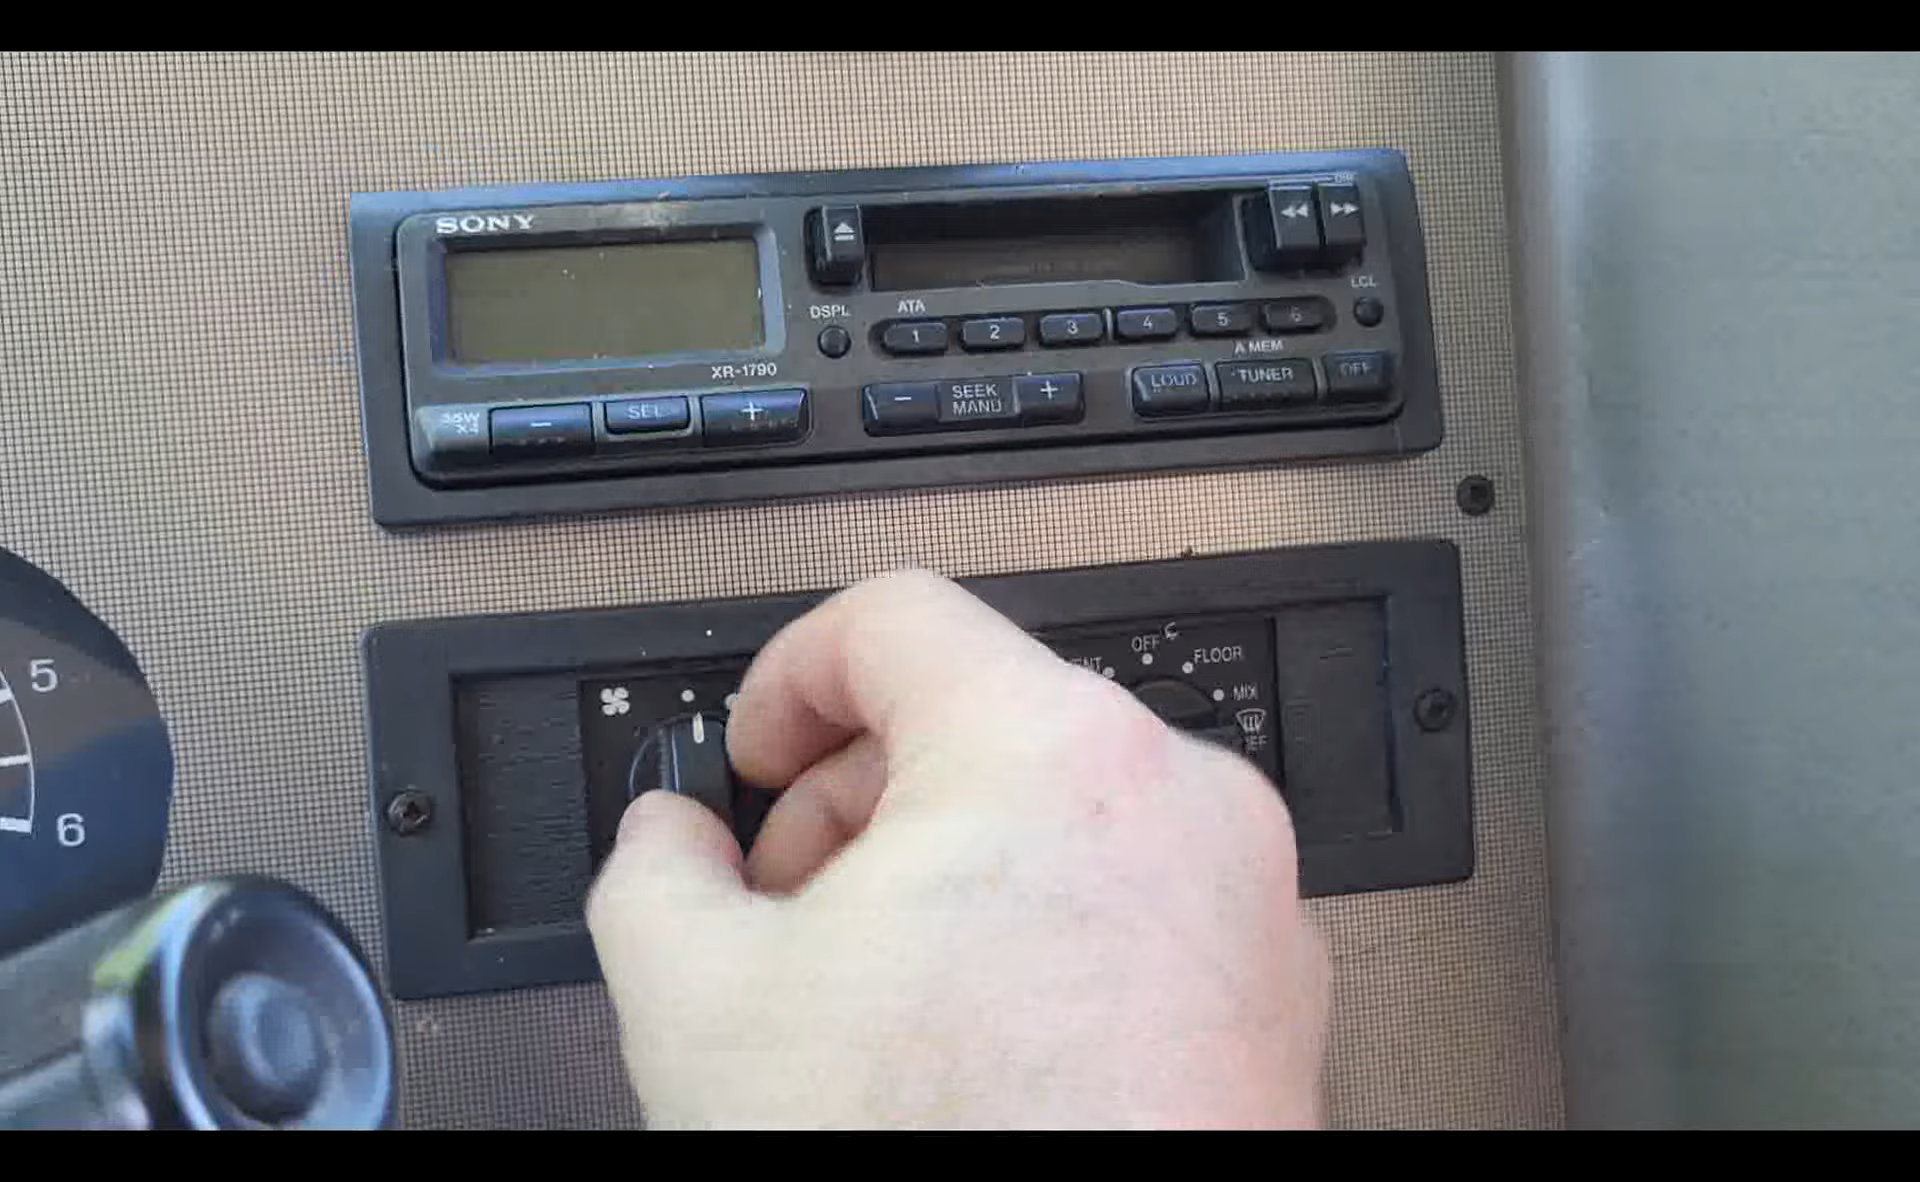 SONY
DIR
LCL
DSPL
ATA
1 2 3 4 5 6
XR-1790
A MEM
SEL
SEEK
MANU
LOUD
TUNER
OFF
OFF
FLOOR
MIX
5
6